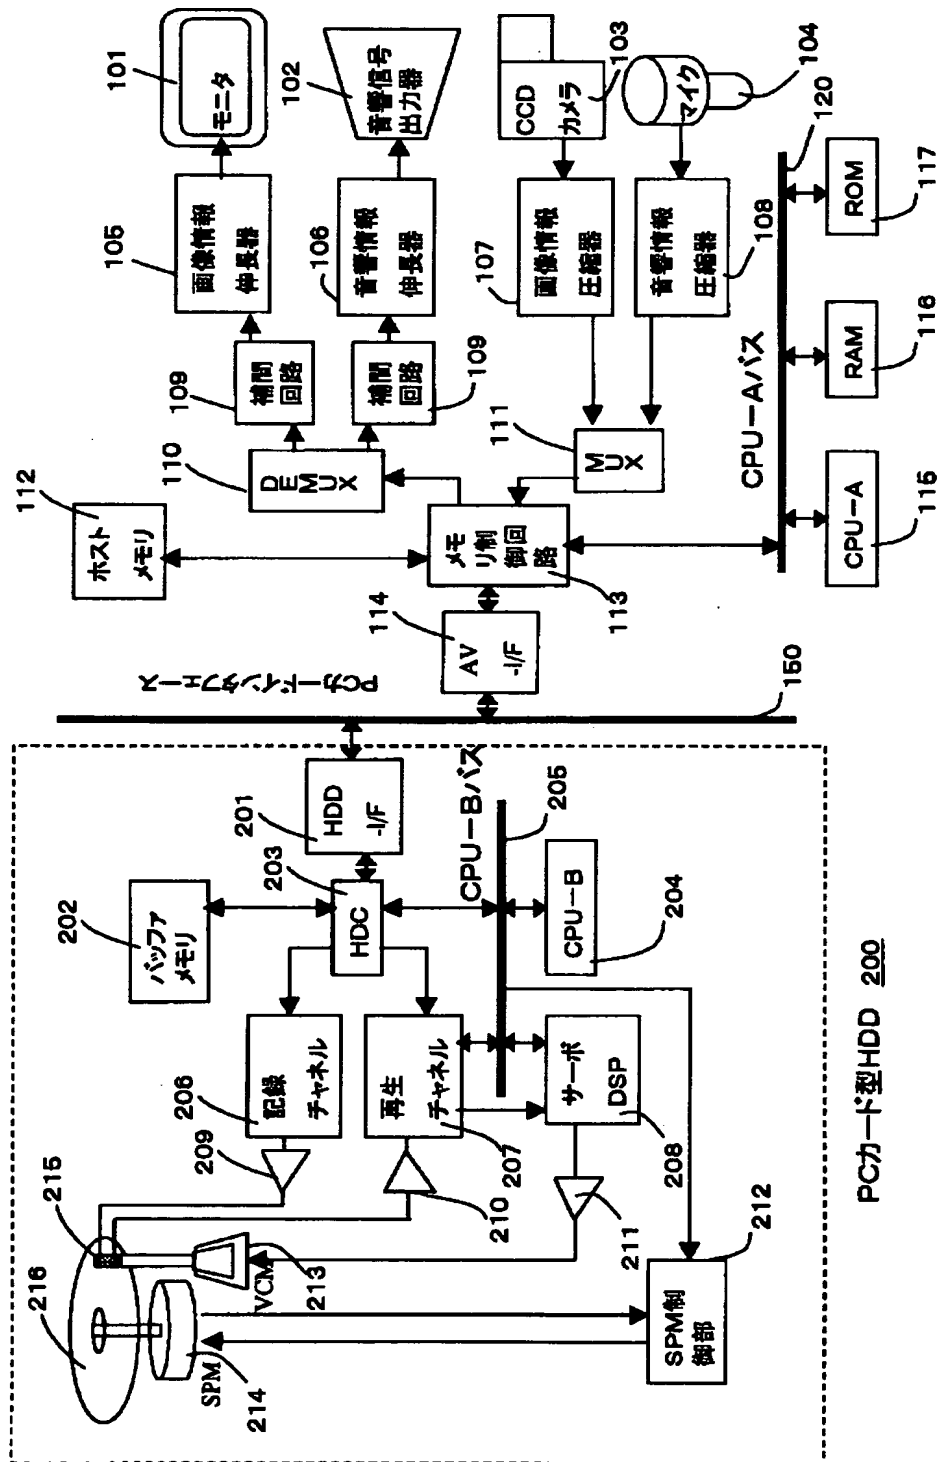 216
215
SPM
214
VCM
213
209
210
211
SPM制
御部
212
206
記録
チャネル
再生
チャネル
207
サーボ
DSP
208
202
バッファ
メモリ
203
HDC
201
HDD
-I/F
CPU－Bバス
205
CPU－B
204
PCカード型HDD 200
PCカードインタフェース
150
112
ホスト
メモリ
114
AV
-I/F
メモ
リ制
御回
路
113
110
DE
MUX
111
MUX
109
補間
回路
補間
回路
109
105
画像情報
伸長器
106
音響情報
伸長器
107
画像情報
圧縮器
音響情報
圧縮器
108
101
モニタ
102
音響信号
出力器
CCD
カメラ
103
マイク
104
CPU－Aバス
120
CPU－A
115
RAM
116
ROM
117